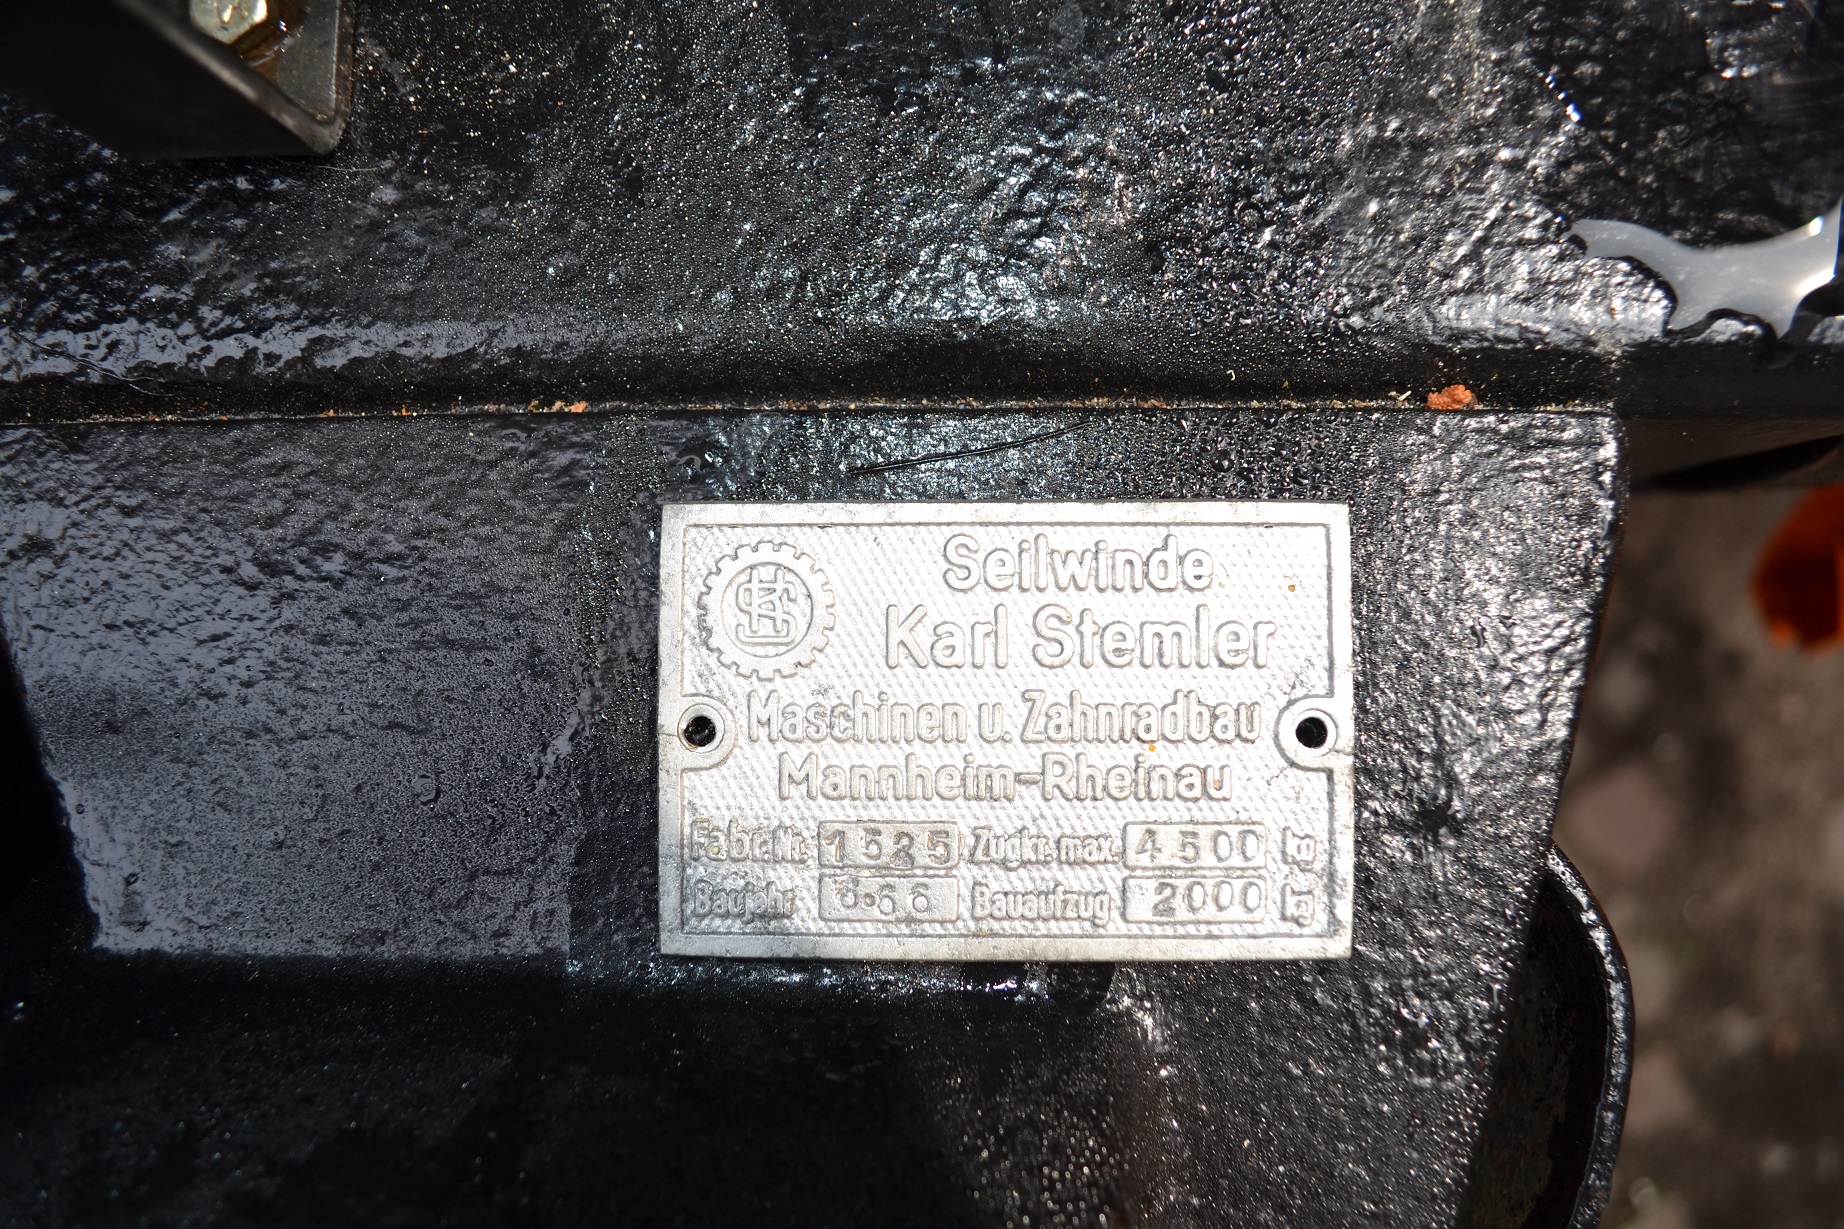 Seilwinde
Karl Stemler
Maschinen u. Zahnradbau
Mannheim-Rheinau
Fabr. Nr. 1525 Zugkr. max. 4500 kg
Baujahr 6.66 Bauaufzug 2000 kg